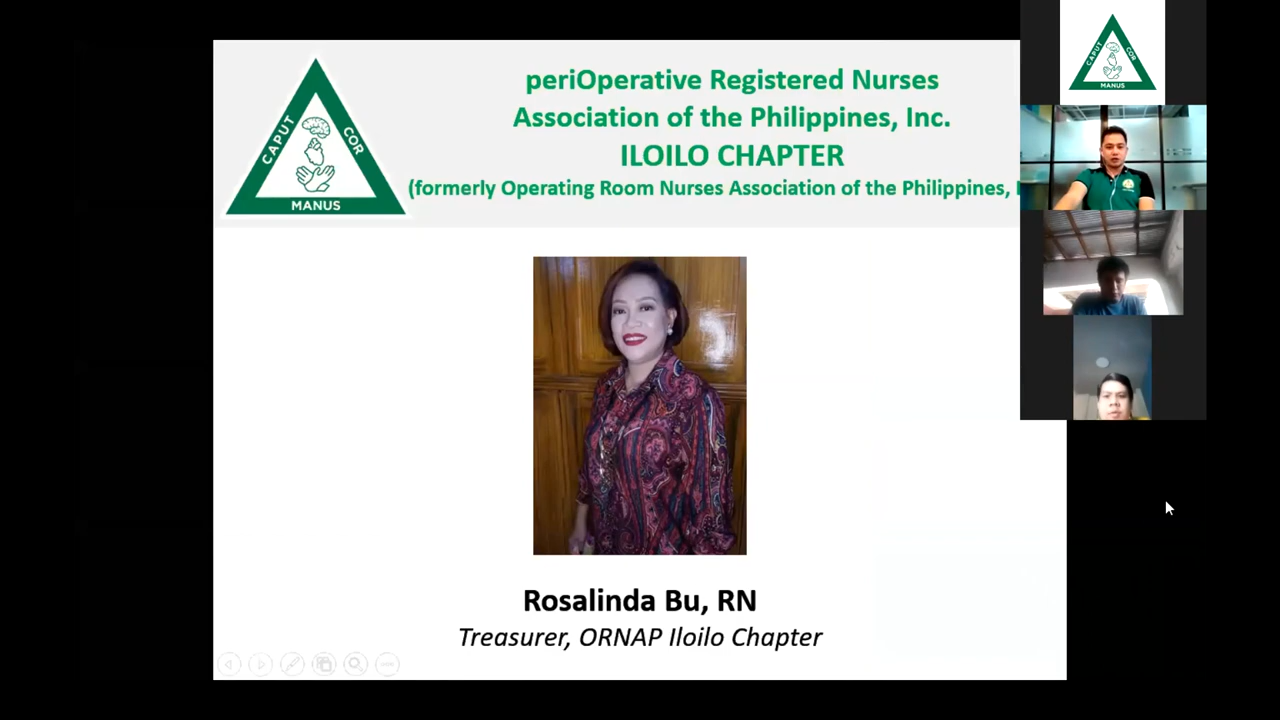 periOperative Registered Nurses
Association of the Philippines, Inc.
ILOILO CHAPTER
(formerly Operating Room Nurses Association of the Philippines,
CAPUT
COR
MANUS
CAPUT
COR
MANUS
Rosalinda Bu, RN
Treasurer, ORNAP Iloilo Chapter